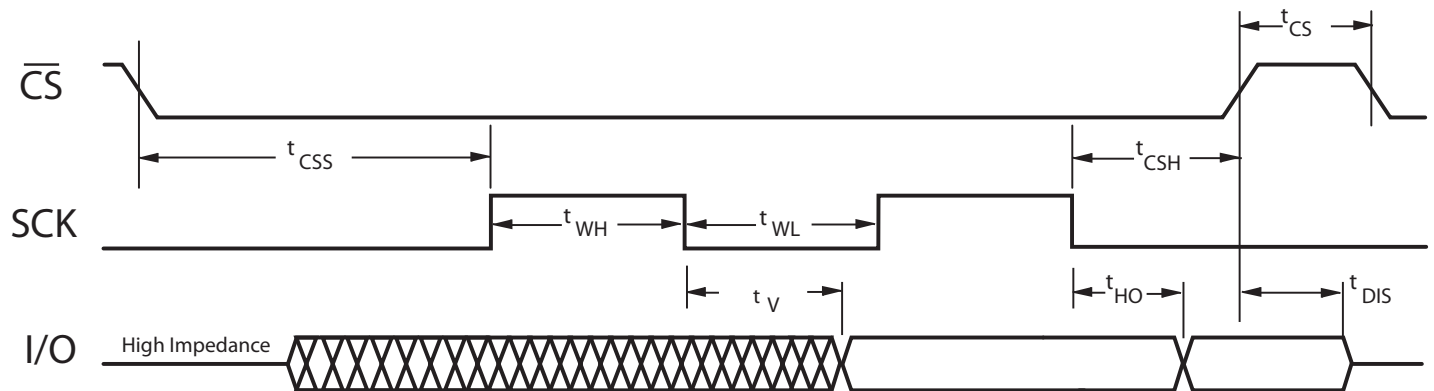 t CS
CS
t CSS
t CSH
SCK
t WH
t WL
t V
t HO
t DIS
I/O
High Impedance